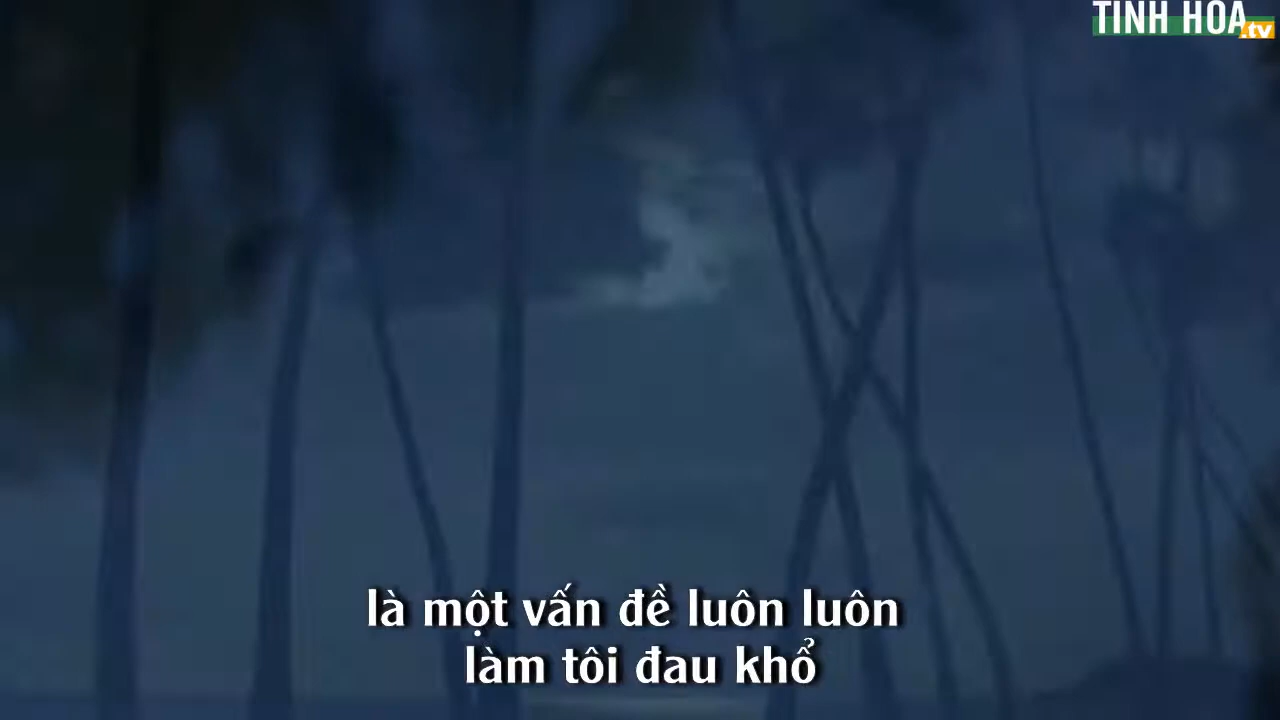 TINH HOA
.tv
là một vấn đề luôn luôn
làm tôi đau khổ